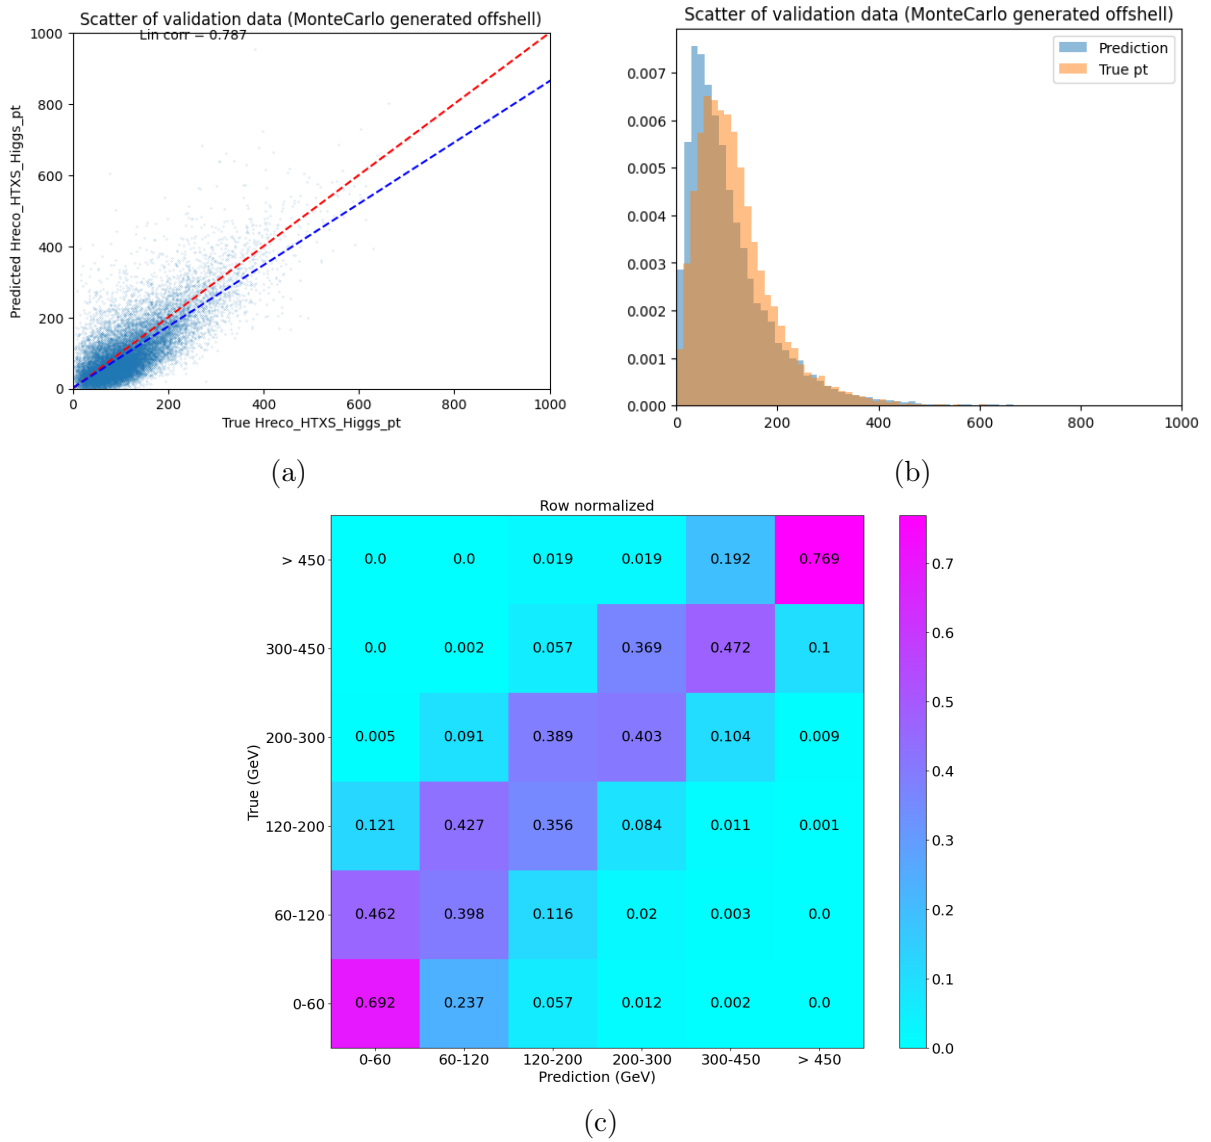 Scatter of validation data (MonteCarlo generated offshell)
Lin corr = 0.787
1000
800
600
400
200
0
Predicted Hreco_HTXS_Higgs_pt
0 200 400 600 800 1000
True Hreco_HTXS_Higgs_pt
(a)
Scatter of validation data (MonteCarlo generated offshell)
Prediction
True pt
0.007
0.006
0.005
0.004
0.003
0.002
0.001
0.000
0 200 400 600 800 1000
(b)
Row normalized
True (GeV)
> 450 0.0 0.0 0.019 0.019 0.192 0.769
300-450 0.0 0.002 0.057 0.369 0.472 0.1
200-300 0.005 0.091 0.389 0.403 0.104 0.009
120-200 0.121 0.427 0.356 0.084 0.011 0.001
60-120 0.462 0.398 0.116 0.02 0.003 0.0
0-60 0.692 0.237 0.057 0.012 0.002 0.0
0-60 60-120 120-200 200-300 300-450 > 450
Prediction (GeV)
0.7
0.6
0.5
0.4
0.3
0.2
0.1
0.0
(c)